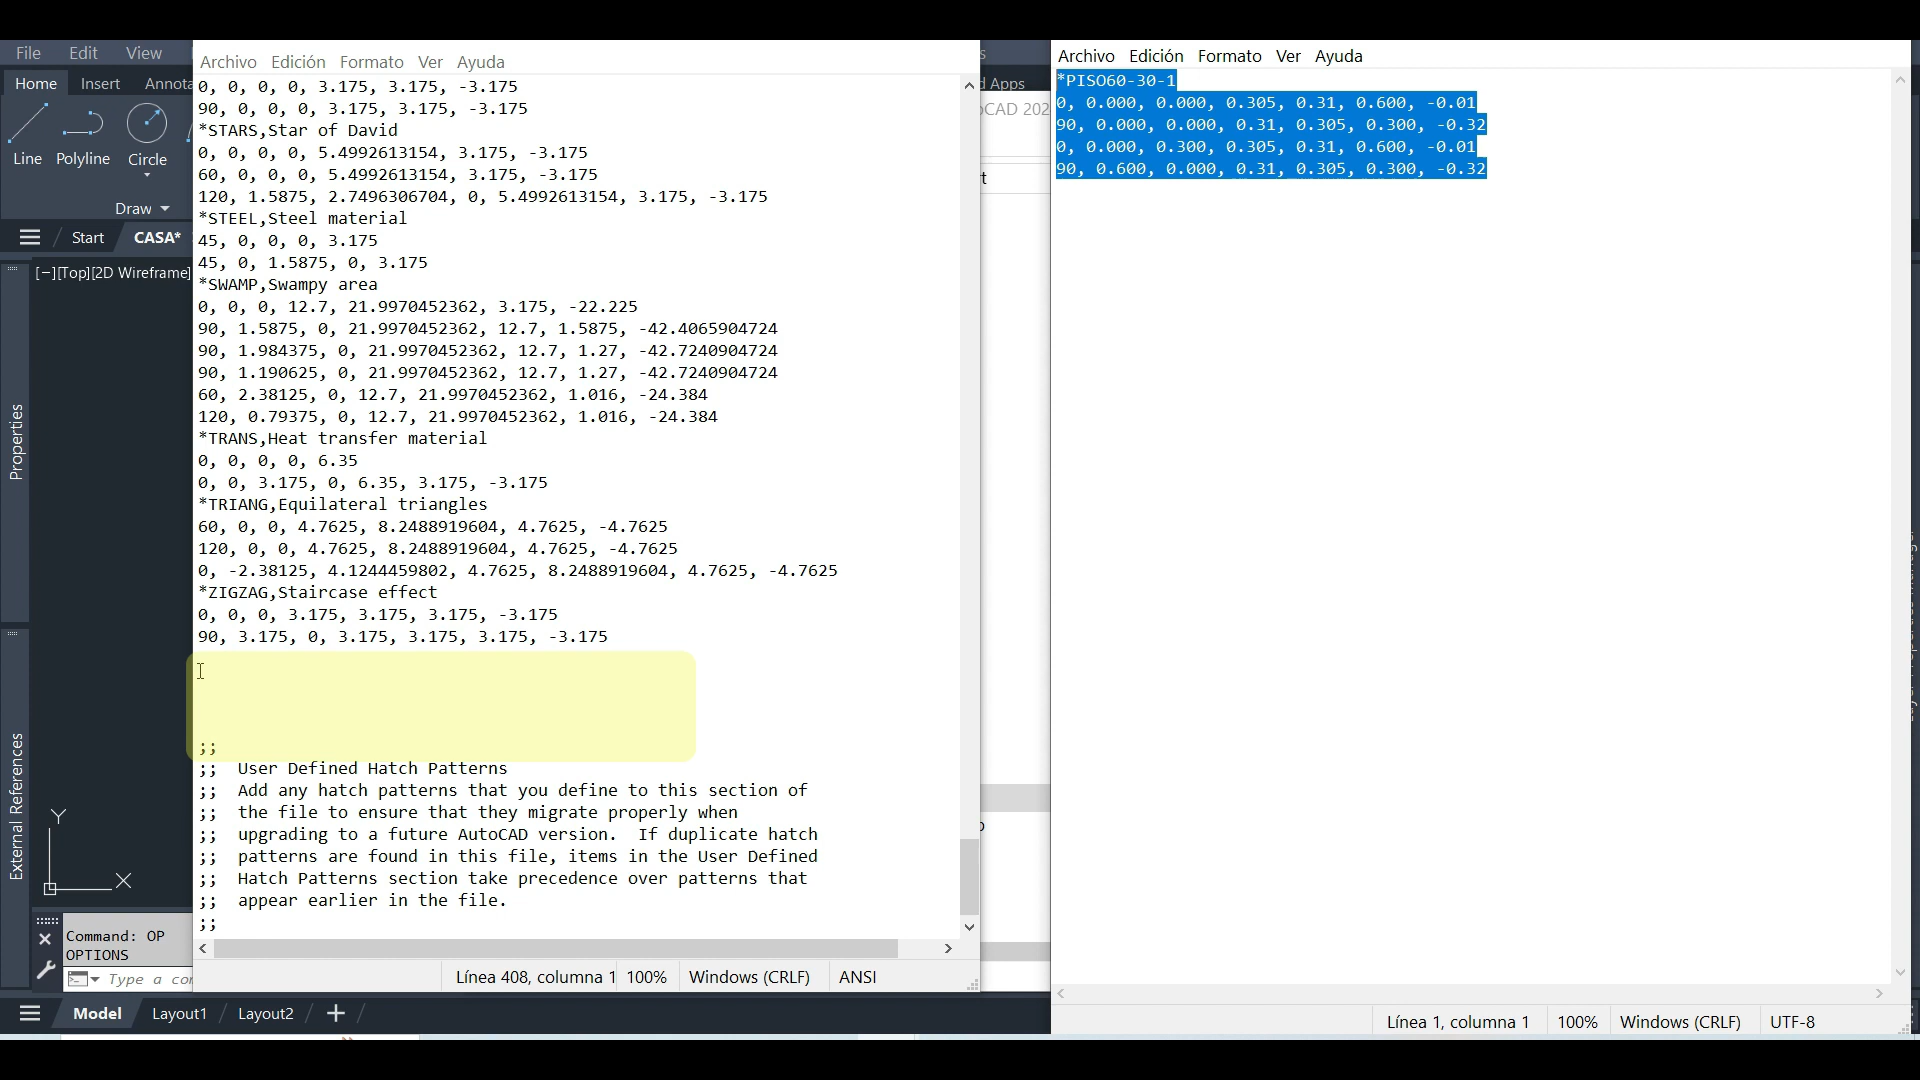 File Edit View
Home Insert Annota
Line Polyline Circle
Draw
Start CASA*
[−][Top][2D Wireframe]
Properties
External References
Y
X
Command: OP
OPTIONS
Type a co
Model Layout1 Layout2 +
Archivo Edición Formato Ver Ayuda
0, 0, 0, 0, 3.175, 3.175, -3.175
90, 0, 0, 0, 3.175, 3.175, -3.175
*STARS,Star of David
0, 0, 0, 0, 5.4992613154, 3.175, -3.175
60, 0, 0, 0, 5.4992613154, 3.175, -3.175
120, 1.5875, 2.7496306704, 0, 5.4992613154, 3.175, -3.175
*STEEL,Steel material
45, 0, 0, 0, 3.175
45, 0, 1.5875, 0, 3.175
*SWAMP,Swampy area
0, 0, 0, 12.7, 21.9970452362, 3.175, -22.225
90, 1.5875, 0, 21.9970452362, 12.7, 1.5875, -42.4065904724
90, 1.984375, 0, 21.9970452362, 12.7, 1.27, -42.7240904724
90, 1.190625, 0, 21.9970452362, 12.7, 1.27, -42.7240904724
60, 2.38125, 0, 12.7, 21.9970452362, 1.016, -24.384
120, 0.79375, 0, 12.7, 21.9970452362, 1.016, -24.384
*TRANS,Heat transfer material
0, 0, 0, 0, 6.35
0, 0, 3.175, 0, 6.35, 3.175, -3.175
*TRIANG,Equilateral triangles
60, 0, 0, 4.7625, 8.2488919604, 4.7625, -4.7625
120, 0, 0, 4.7625, 8.2488919604, 4.7625, -4.7625
0, -2.38125, 4.1244459802, 4.7625, 8.2488919604, 4.7625, -4.7625
*ZIGZAG,Staircase effect
0, 0, 0, 3.175, 3.175, 3.175, -3.175
90, 3.175, 0, 3.175, 3.175, 3.175, -3.175
;;
;; User Defined Hatch Patterns
;; Add any hatch patterns that you define to this section of
;; the file to ensure that they migrate properly when
;; upgrading to a future AutoCAD version. If duplicate hatch
;; patterns are found in this file, items in the User Defined
;; Hatch Patterns section take precedence over patterns that
;; appear earlier in the file.
;;
Línea 408, columna 1 100% Windows (CRLF) ANSI
d Apps
CAD 202
Archivo Edición Formato Ver Ayuda
*PISO60-30-1
0, 0.000, 0.000, 0.305, 0.31, 0.600, -0.01
90, 0.000, 0.000, 0.31, 0.305, 0.300, -0.32
0, 0.000, 0.300, 0.305, 0.31, 0.600, -0.01
90, 0.600, 0.000, 0.31, 0.305, 0.300, -0.32
Línea 1, columna 1 100% Windows (CRLF) UTF-8